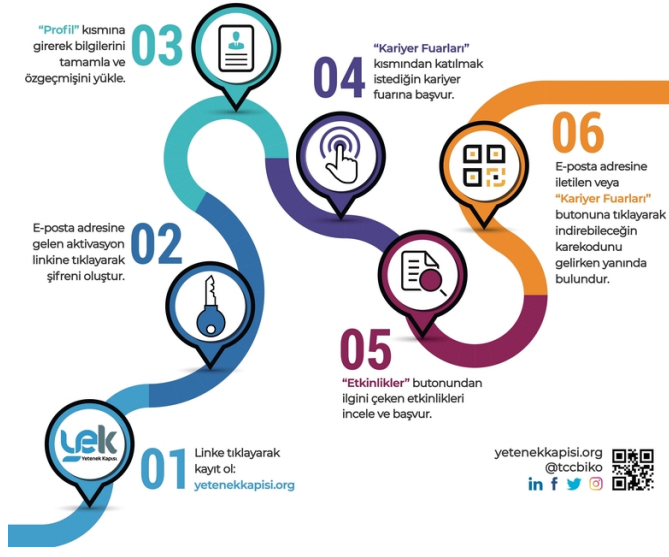 01
yek
Yetenek Kapısı
Linke tıklayarak
kayıt ol:
yetenekkapisi.org
02
E-posta adresine
gelen aktivasyon
linkine tıklayarak
şifreni oluştur.
03
“Profil” kısmına
girerek bilgilerini
tamamla ve
özgeçmişini yükle.
04
“Kariyer Fuarları”
kısmından katılmak
istediğin kariyer
fuarına başvur.
05
“Etkinlikler” butonundan
ilgini çeken etkinlikleri
incele ve başvur.
06
E-posta adresine
iletilen veya
“Kariyer Fuarları”
butonuna tıklayarak
indirebileceğin
karekodunu
gelirken yanında
bulundur.
yetenekkapisi.org
@tccbiko
in f